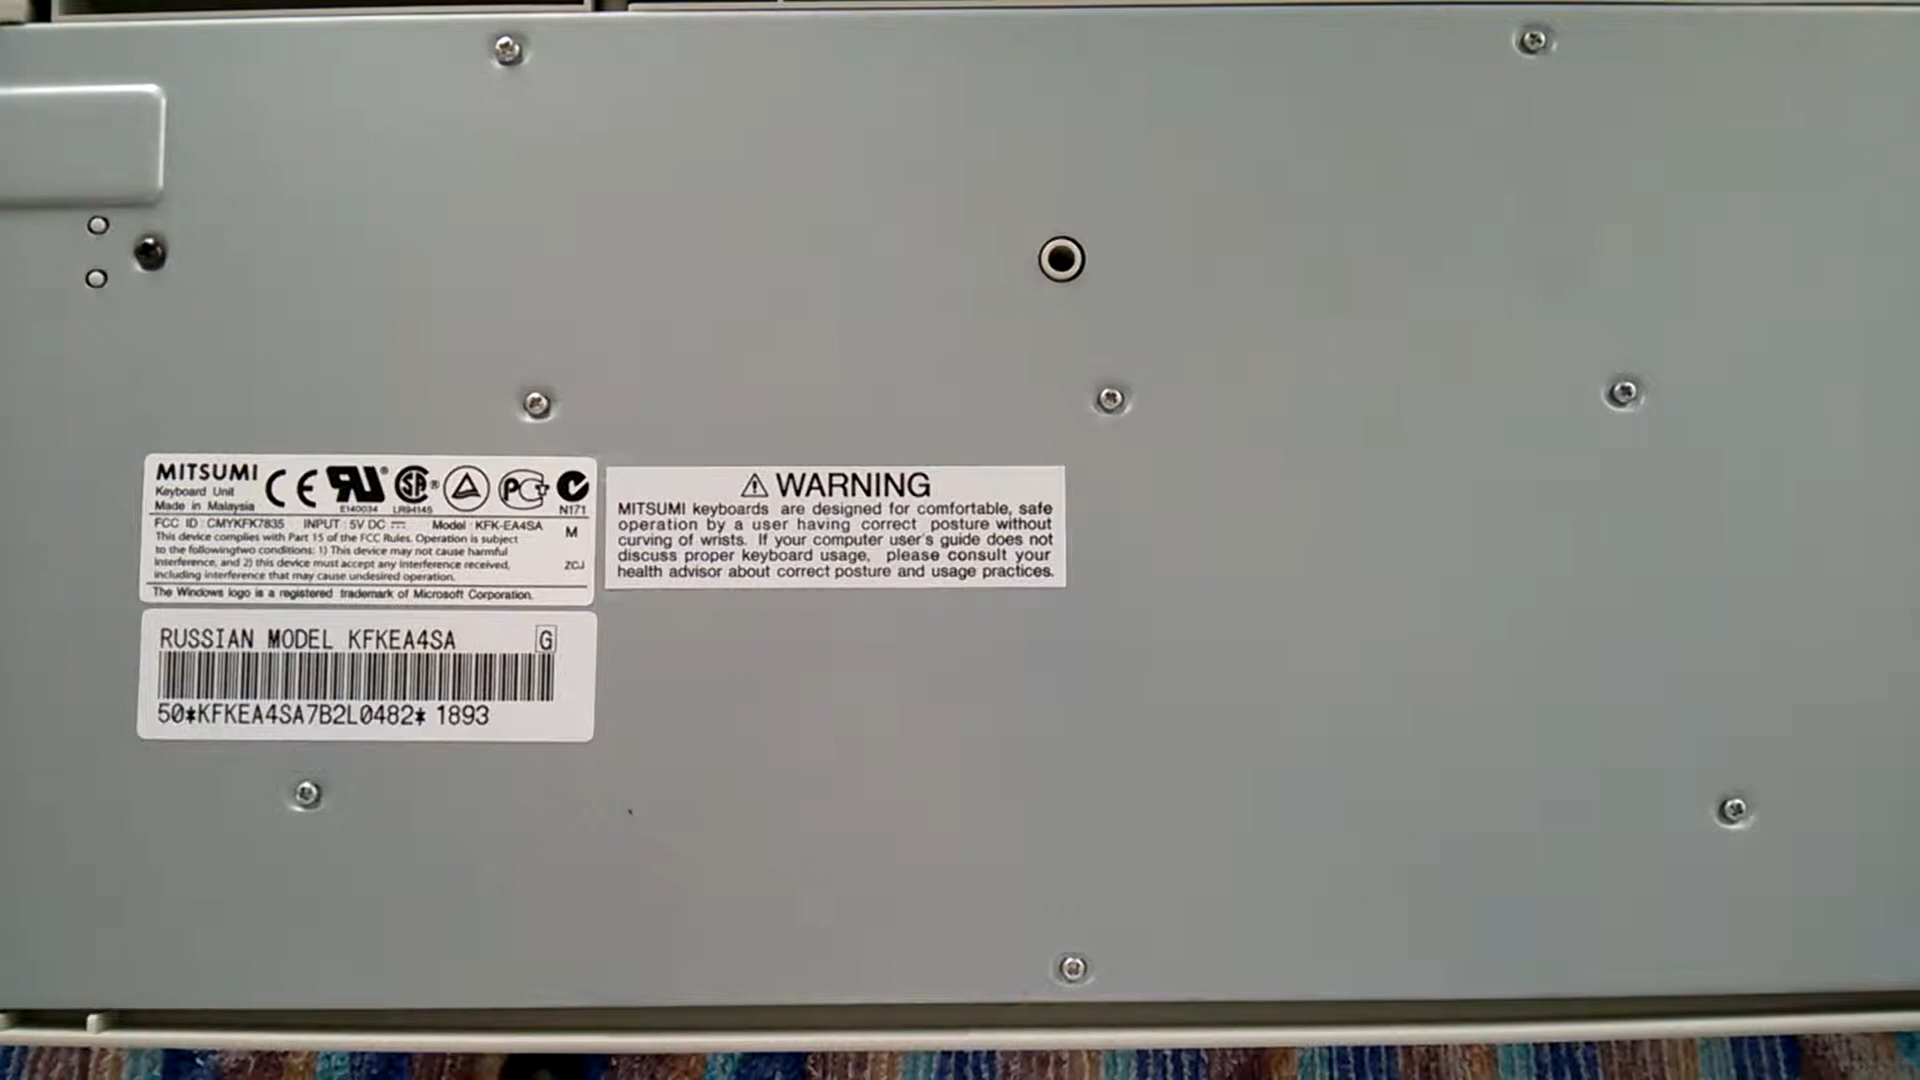 MITSUMI
Keyboard Unit
Made in Malaysia
E140034 LR94145 N171
FCC ID : CMYKFK7835 INPUT : 5V DC Model : KFK-EA4SA M
This device complies with Part 15 of the FCC Rules. Operation is subject
to the followingtwo conditions: 1) This device may not cause harmful
interference, and 2) this device must accept any interference received, ZCJ
including interference that may cause undesired operation.
The Windows logo is a registered trademark of Microsoft Corporation.
WARNING
MITSUMI keyboards are designed for comfortable, safe
operation by a user having correct posture without
curving of wrists. If your computer user's guide does not
discuss proper keyboard usage, please consult your
health advisor about correct posture and usage practices.
RUSSIAN MODEL KFKEA4SA G
50*KFKEA4SA7B2L0482* 1893